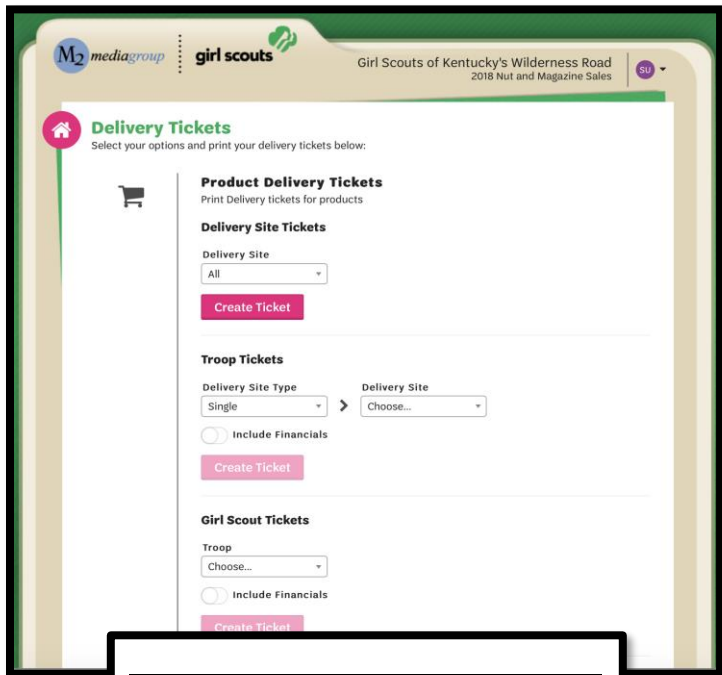 M2 mediagroup
girl scouts
Girl Scouts of Kentucky's Wilderness Road
2018 Nut and Magazine Sales
SU
Delivery Tickets
Select your options and print your delivery tickets below:
Product Delivery Tickets
Print Delivery tickets for products
Delivery Site Tickets
Delivery Site
All
Create Ticket
Troop Tickets
Delivery Site Type
Delivery Site
Single
Choose...
Include Financials
Create Ticket
Girl Scout Tickets
Troop
Choose...
Include Financials
Create Ticket